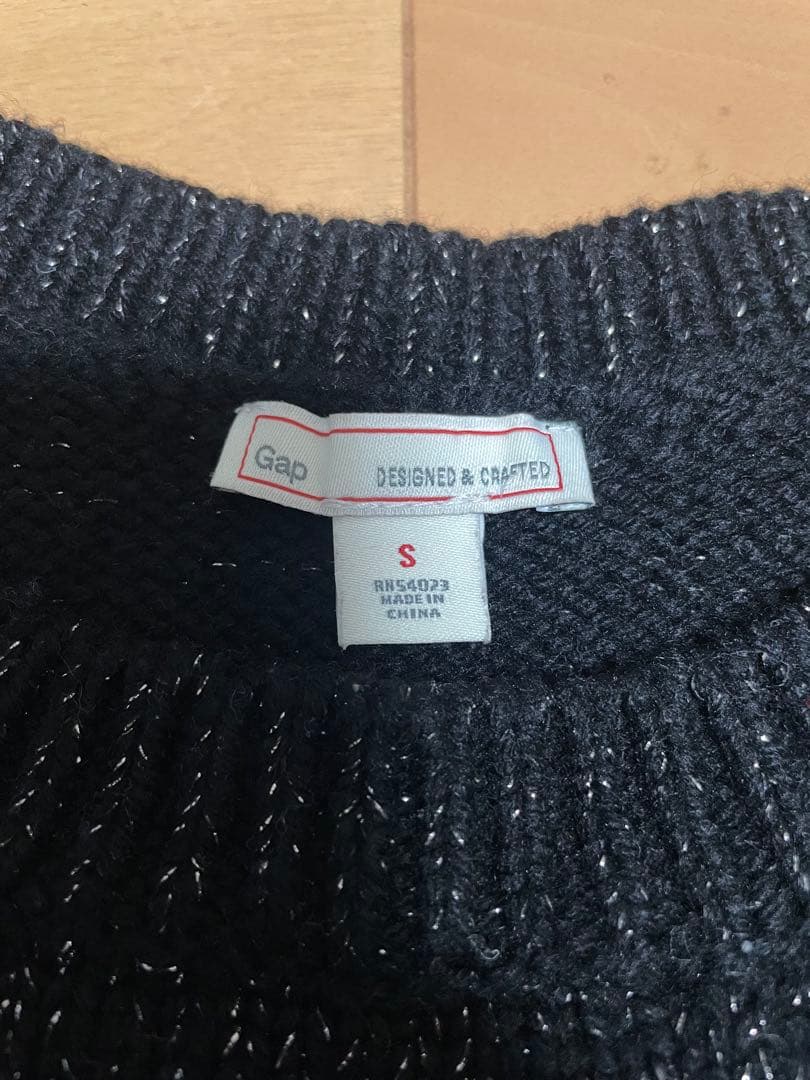 Gap DESIGNED & CRAFTED
S
RN54023
MADE IN
CHINA